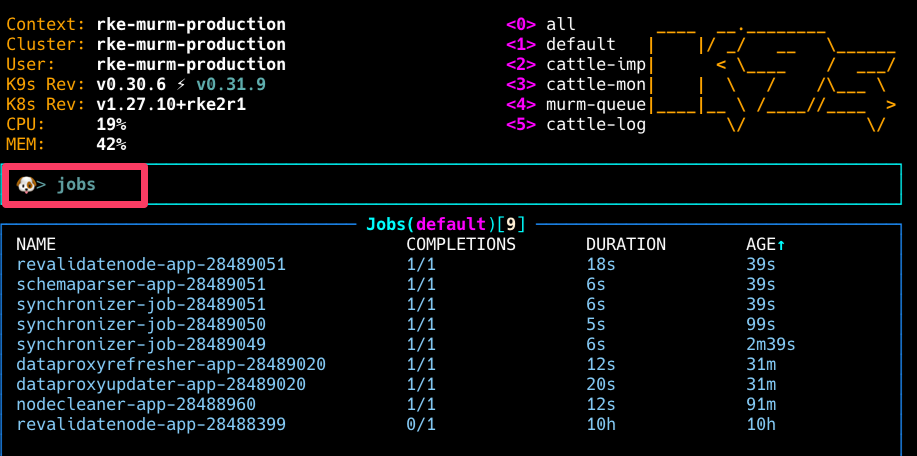 Context: rke-murm-production <0> all
Cluster: rke-murm-production <1> default
User: rke-murm-production <2> cattle-imp
K9s Rev: v0.30.6 ⚡ v0.31.9 <3> cattle-mon
K8s Rev: v1.27.10+rke2r1 <4> murm-queue
CPU: 19% <5> cattle-log
MEM: 42%
K9s
🐶> jobs
Jobs(default)[9]
NAME COMPLETIONS DURATION AGE↑
revalidatenode-app-28489051 1/1 18s 39s
schemaparser-app-28489051 1/1 6s 39s
synchronizer-job-28489051 1/1 6s 39s
synchronizer-job-28489050 1/1 5s 99s
synchronizer-job-28489049 1/1 6s 2m39s
dataproxyrefresher-app-28489020 1/1 12s 31m
dataproxyupdater-app-28489020 1/1 20s 31m
nodecleaner-app-28488960 1/1 12s 91m
revalidatenode-app-28488399 0/1 10h 10h